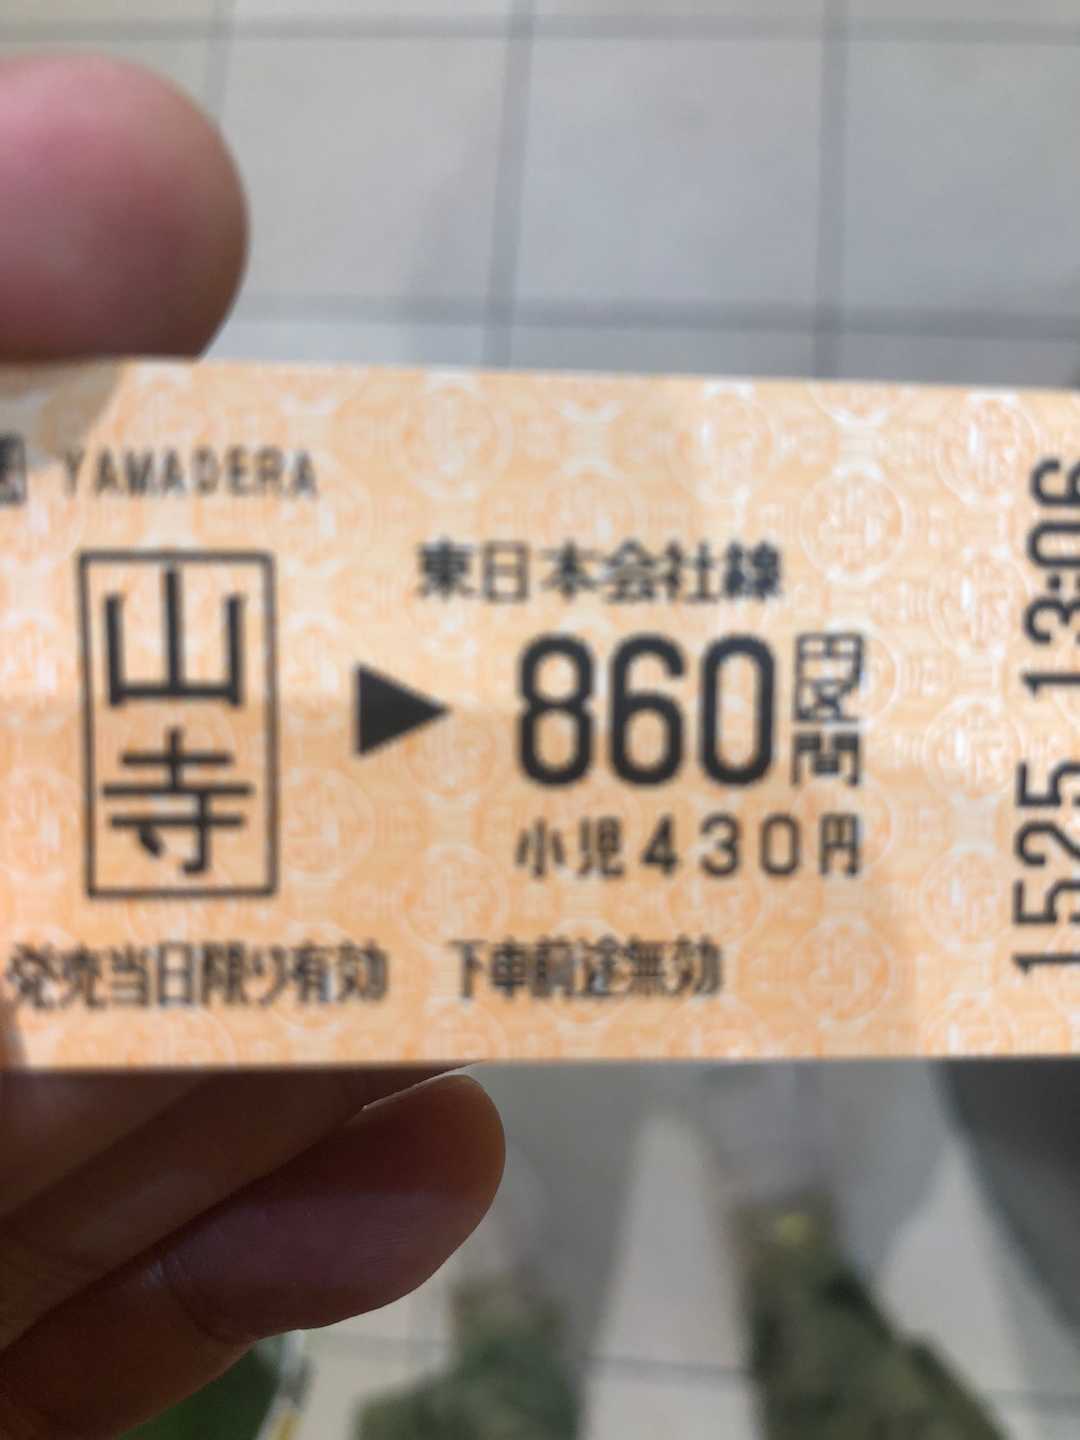 YAMADERA
山寺
▶
東日本会社線
860円区間
小児430円
発売当日限り有効 下車前途無効
1525 13:06